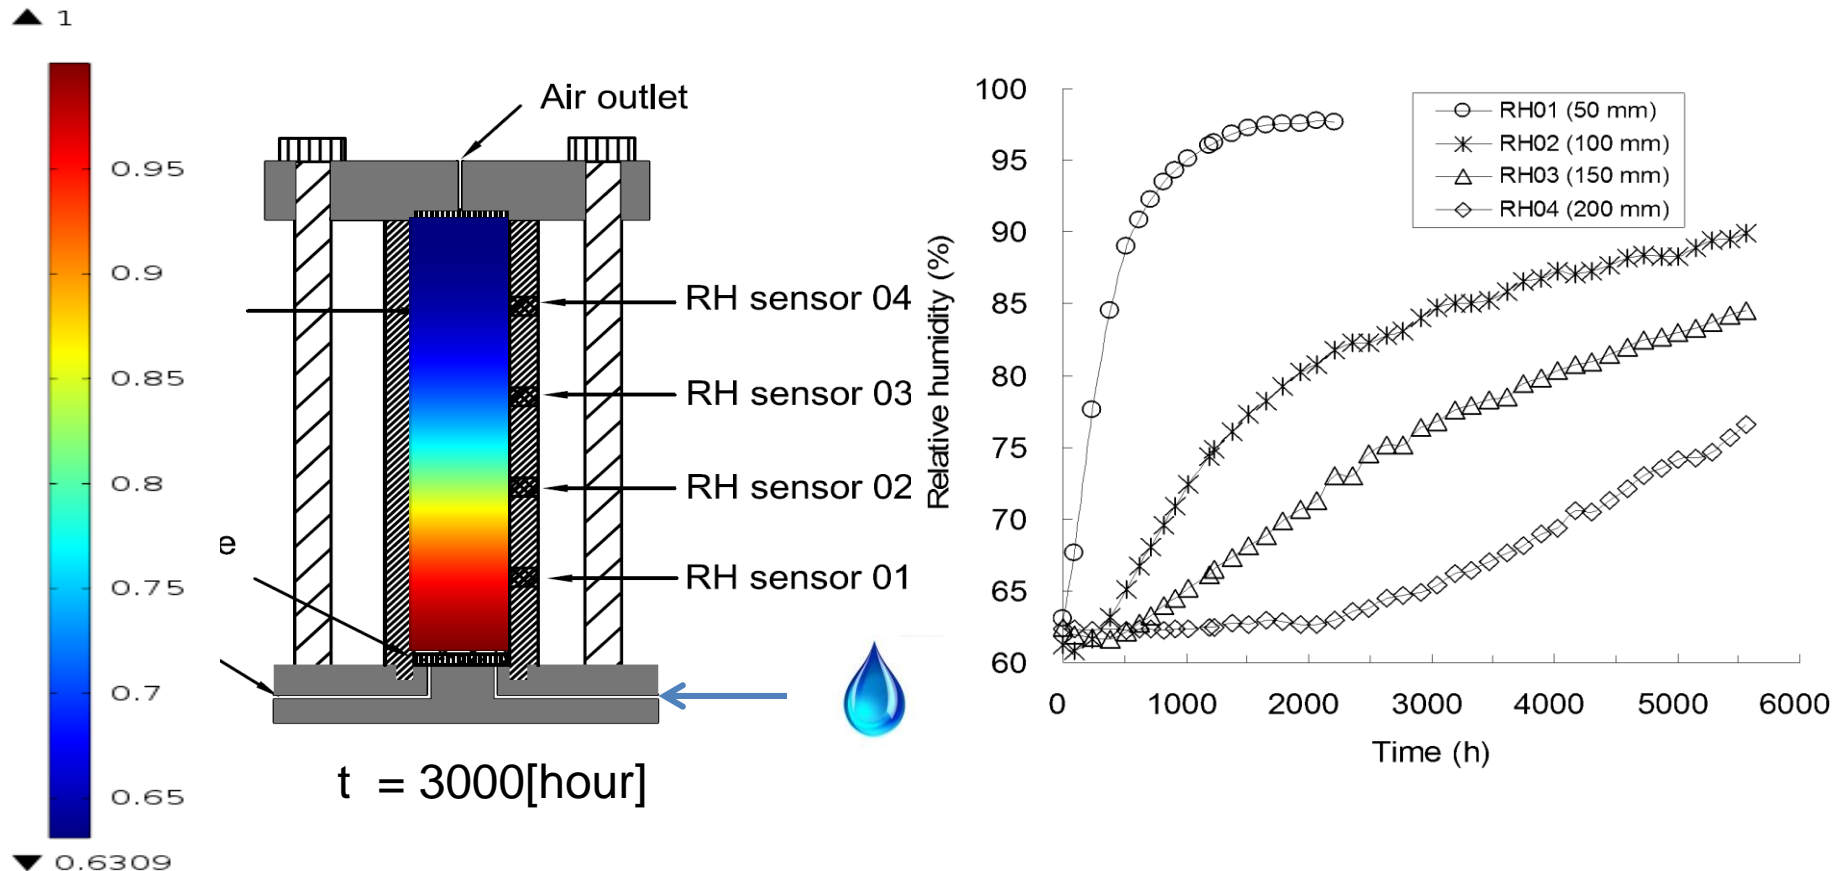 1
0.95
0.9
0.85
0.8
0.75
0.7
0.65
0.6309
Air outlet
RH sensor 04
RH sensor 03
RH sensor 02
RH sensor 01
e
t = 3000[hour]
Relative humidity (%)
100
95
90
85
80
75
70
65
60
RH01 (50 mm)
RH02 (100 mm)
RH03 (150 mm)
RH04 (200 mm)
0 1000 2000 3000 4000 5000 6000
Time (h)